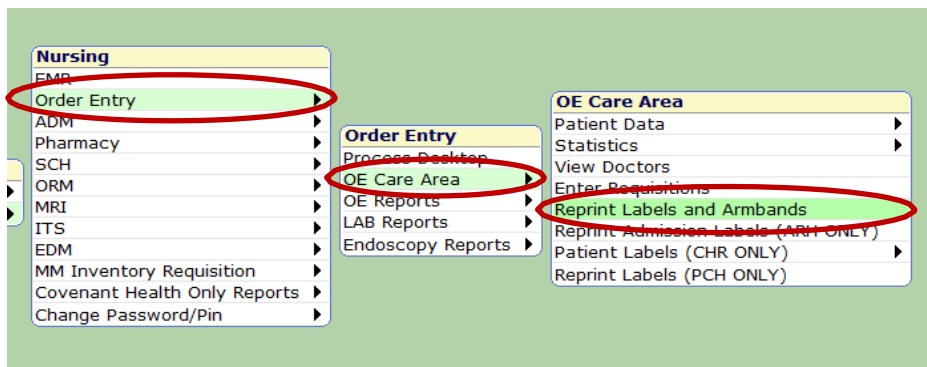 Nursing
EMR
Order Entry
ADM
Pharmacy
SCH
ORM
MRI
ITS
EDM
MM Inventory Requisition
Covenant Health Only Reports
Change Password/Pin
Order Entry
Process Desktop
OE Care Area
OE Reports
LAB Reports
Endoscopy Reports
OE Care Area
Patient Data
Statistics
View Doctors
Enter Requisitions
Reprint Labels and Armbands
Reprint Admission Labels (ARH ONLY)
Patient Labels (CHR ONLY)
Reprint Labels (PCH ONLY)